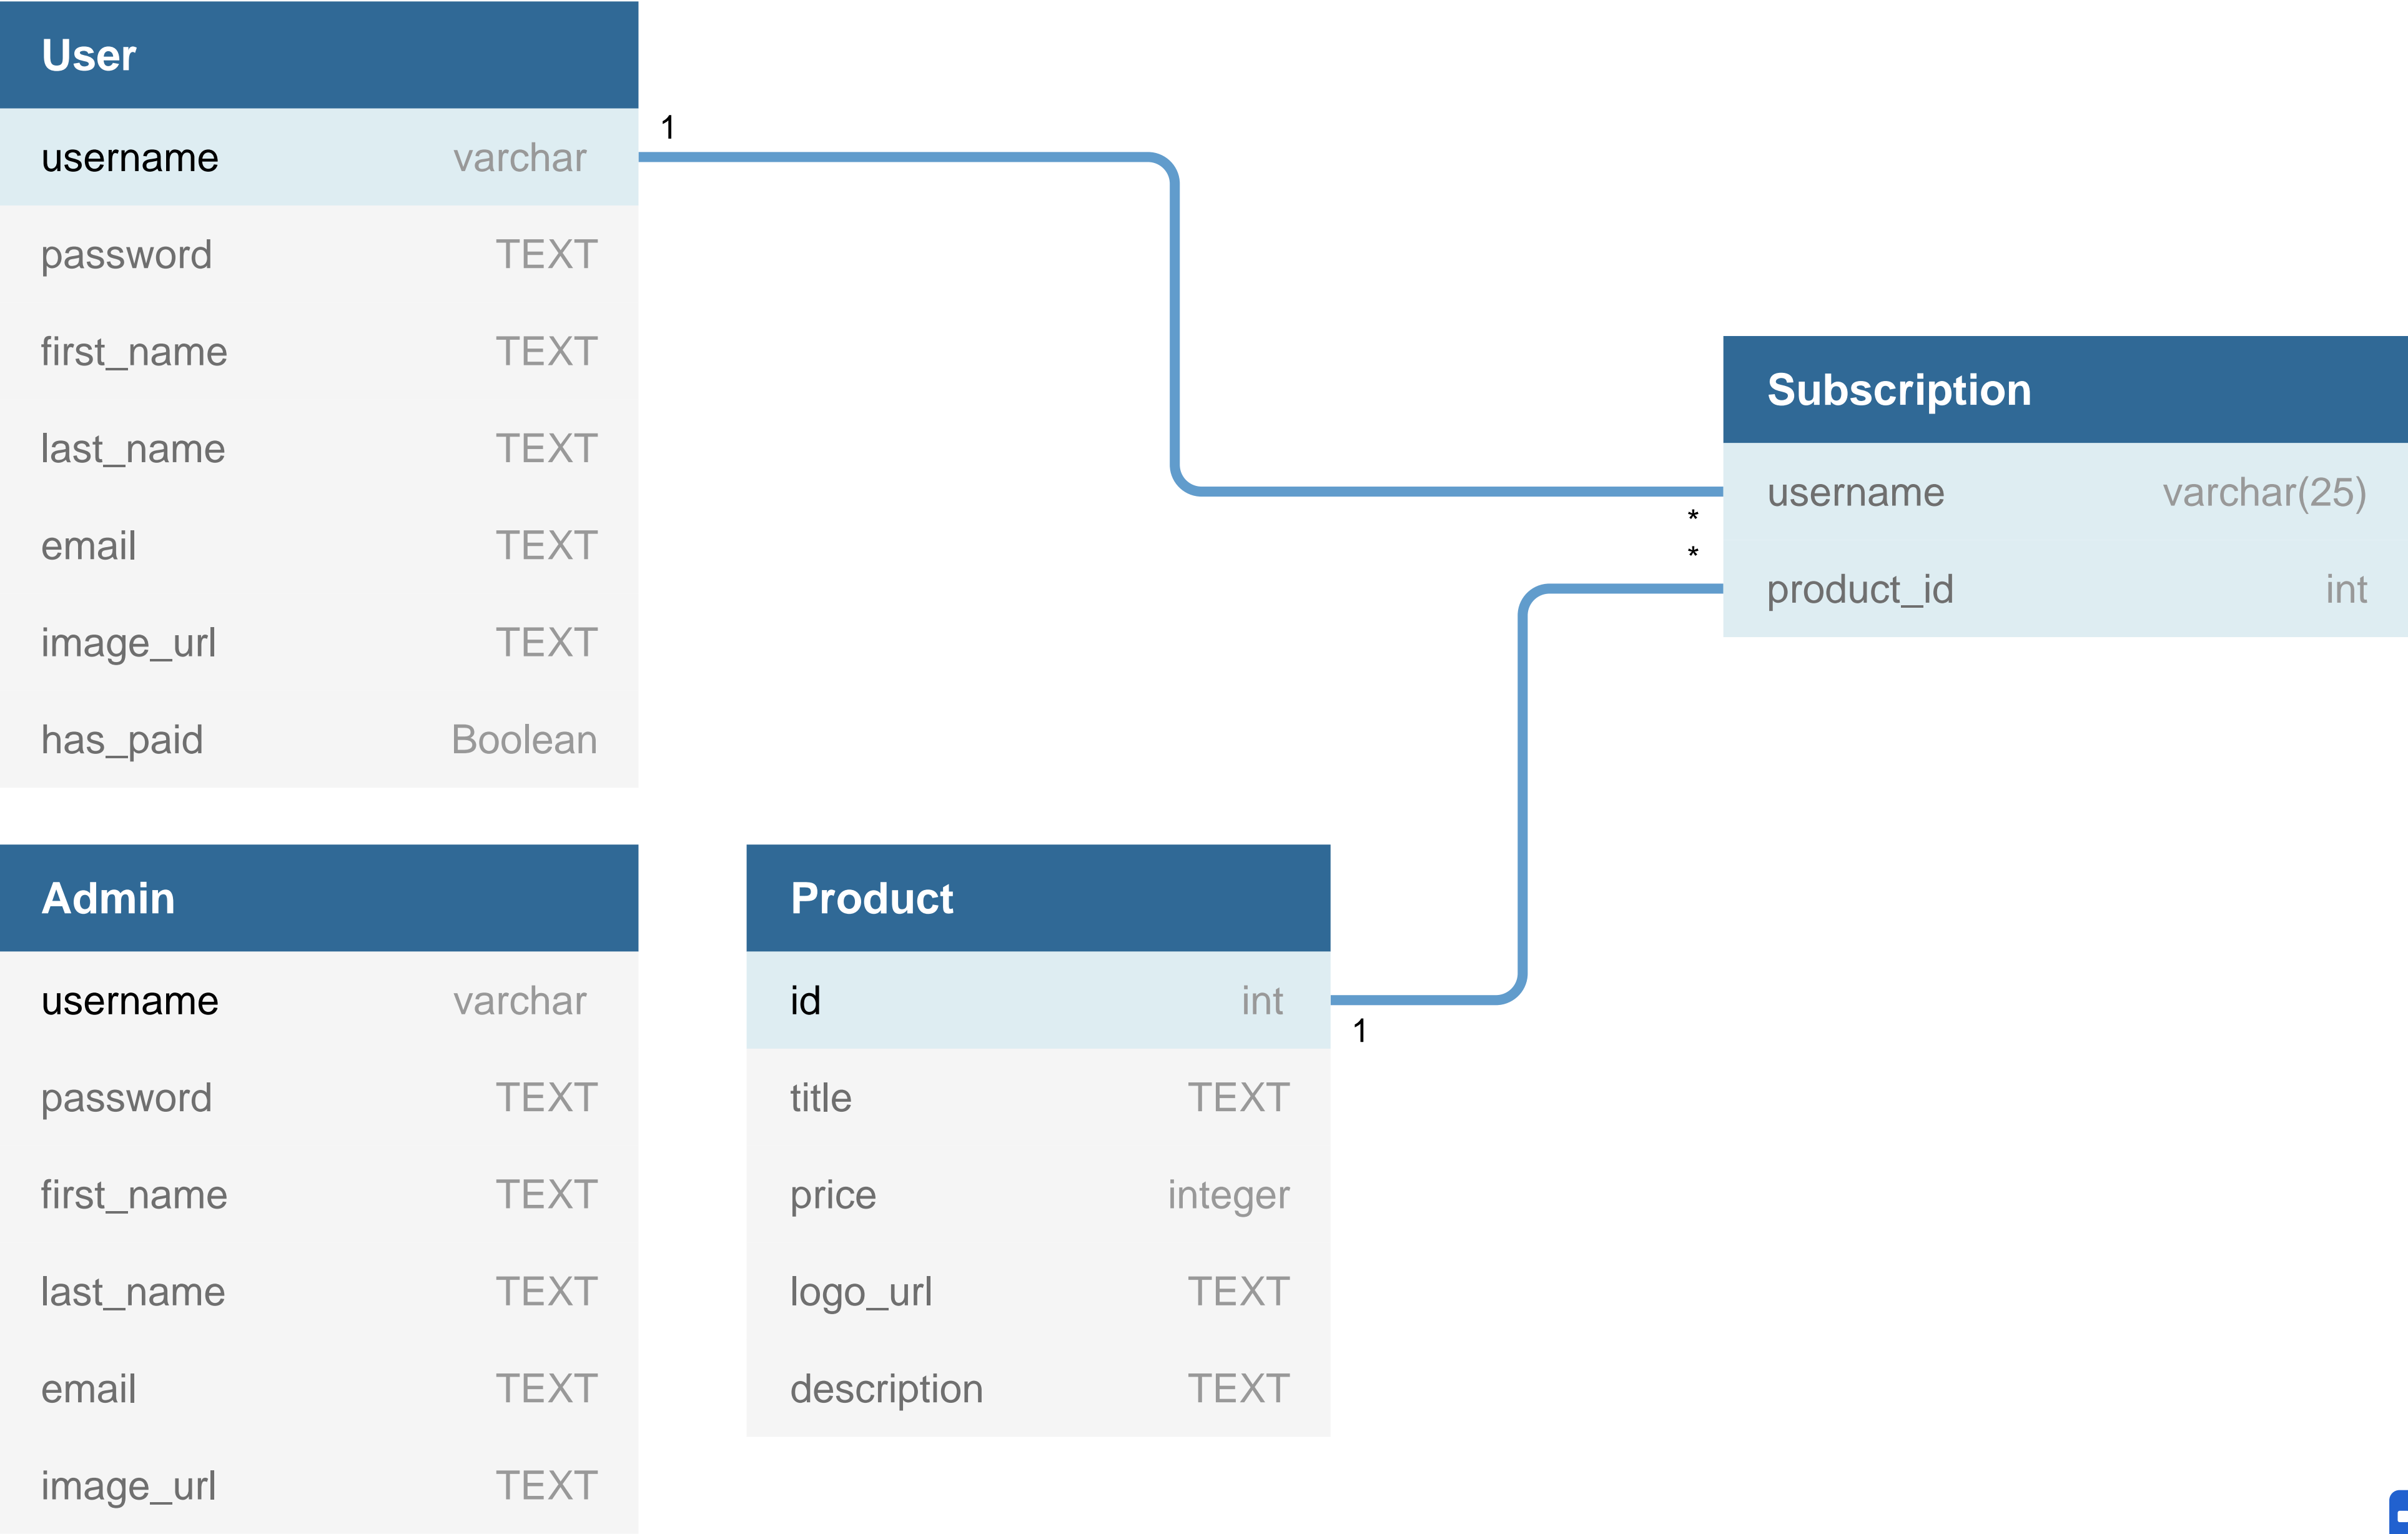 User
username varchar
1
password TEXT
first_name TEXT
last_name TEXT
email TEXT
image_url TEXT
has_paid Boolean
Subscription
username varchar(25)
*
*
product_id int
Admin
username varchar
password TEXT
first_name TEXT
last_name TEXT
email TEXT
image_url TEXT
Product
id int
1
title TEXT
price integer
logo_url TEXT
description TEXT